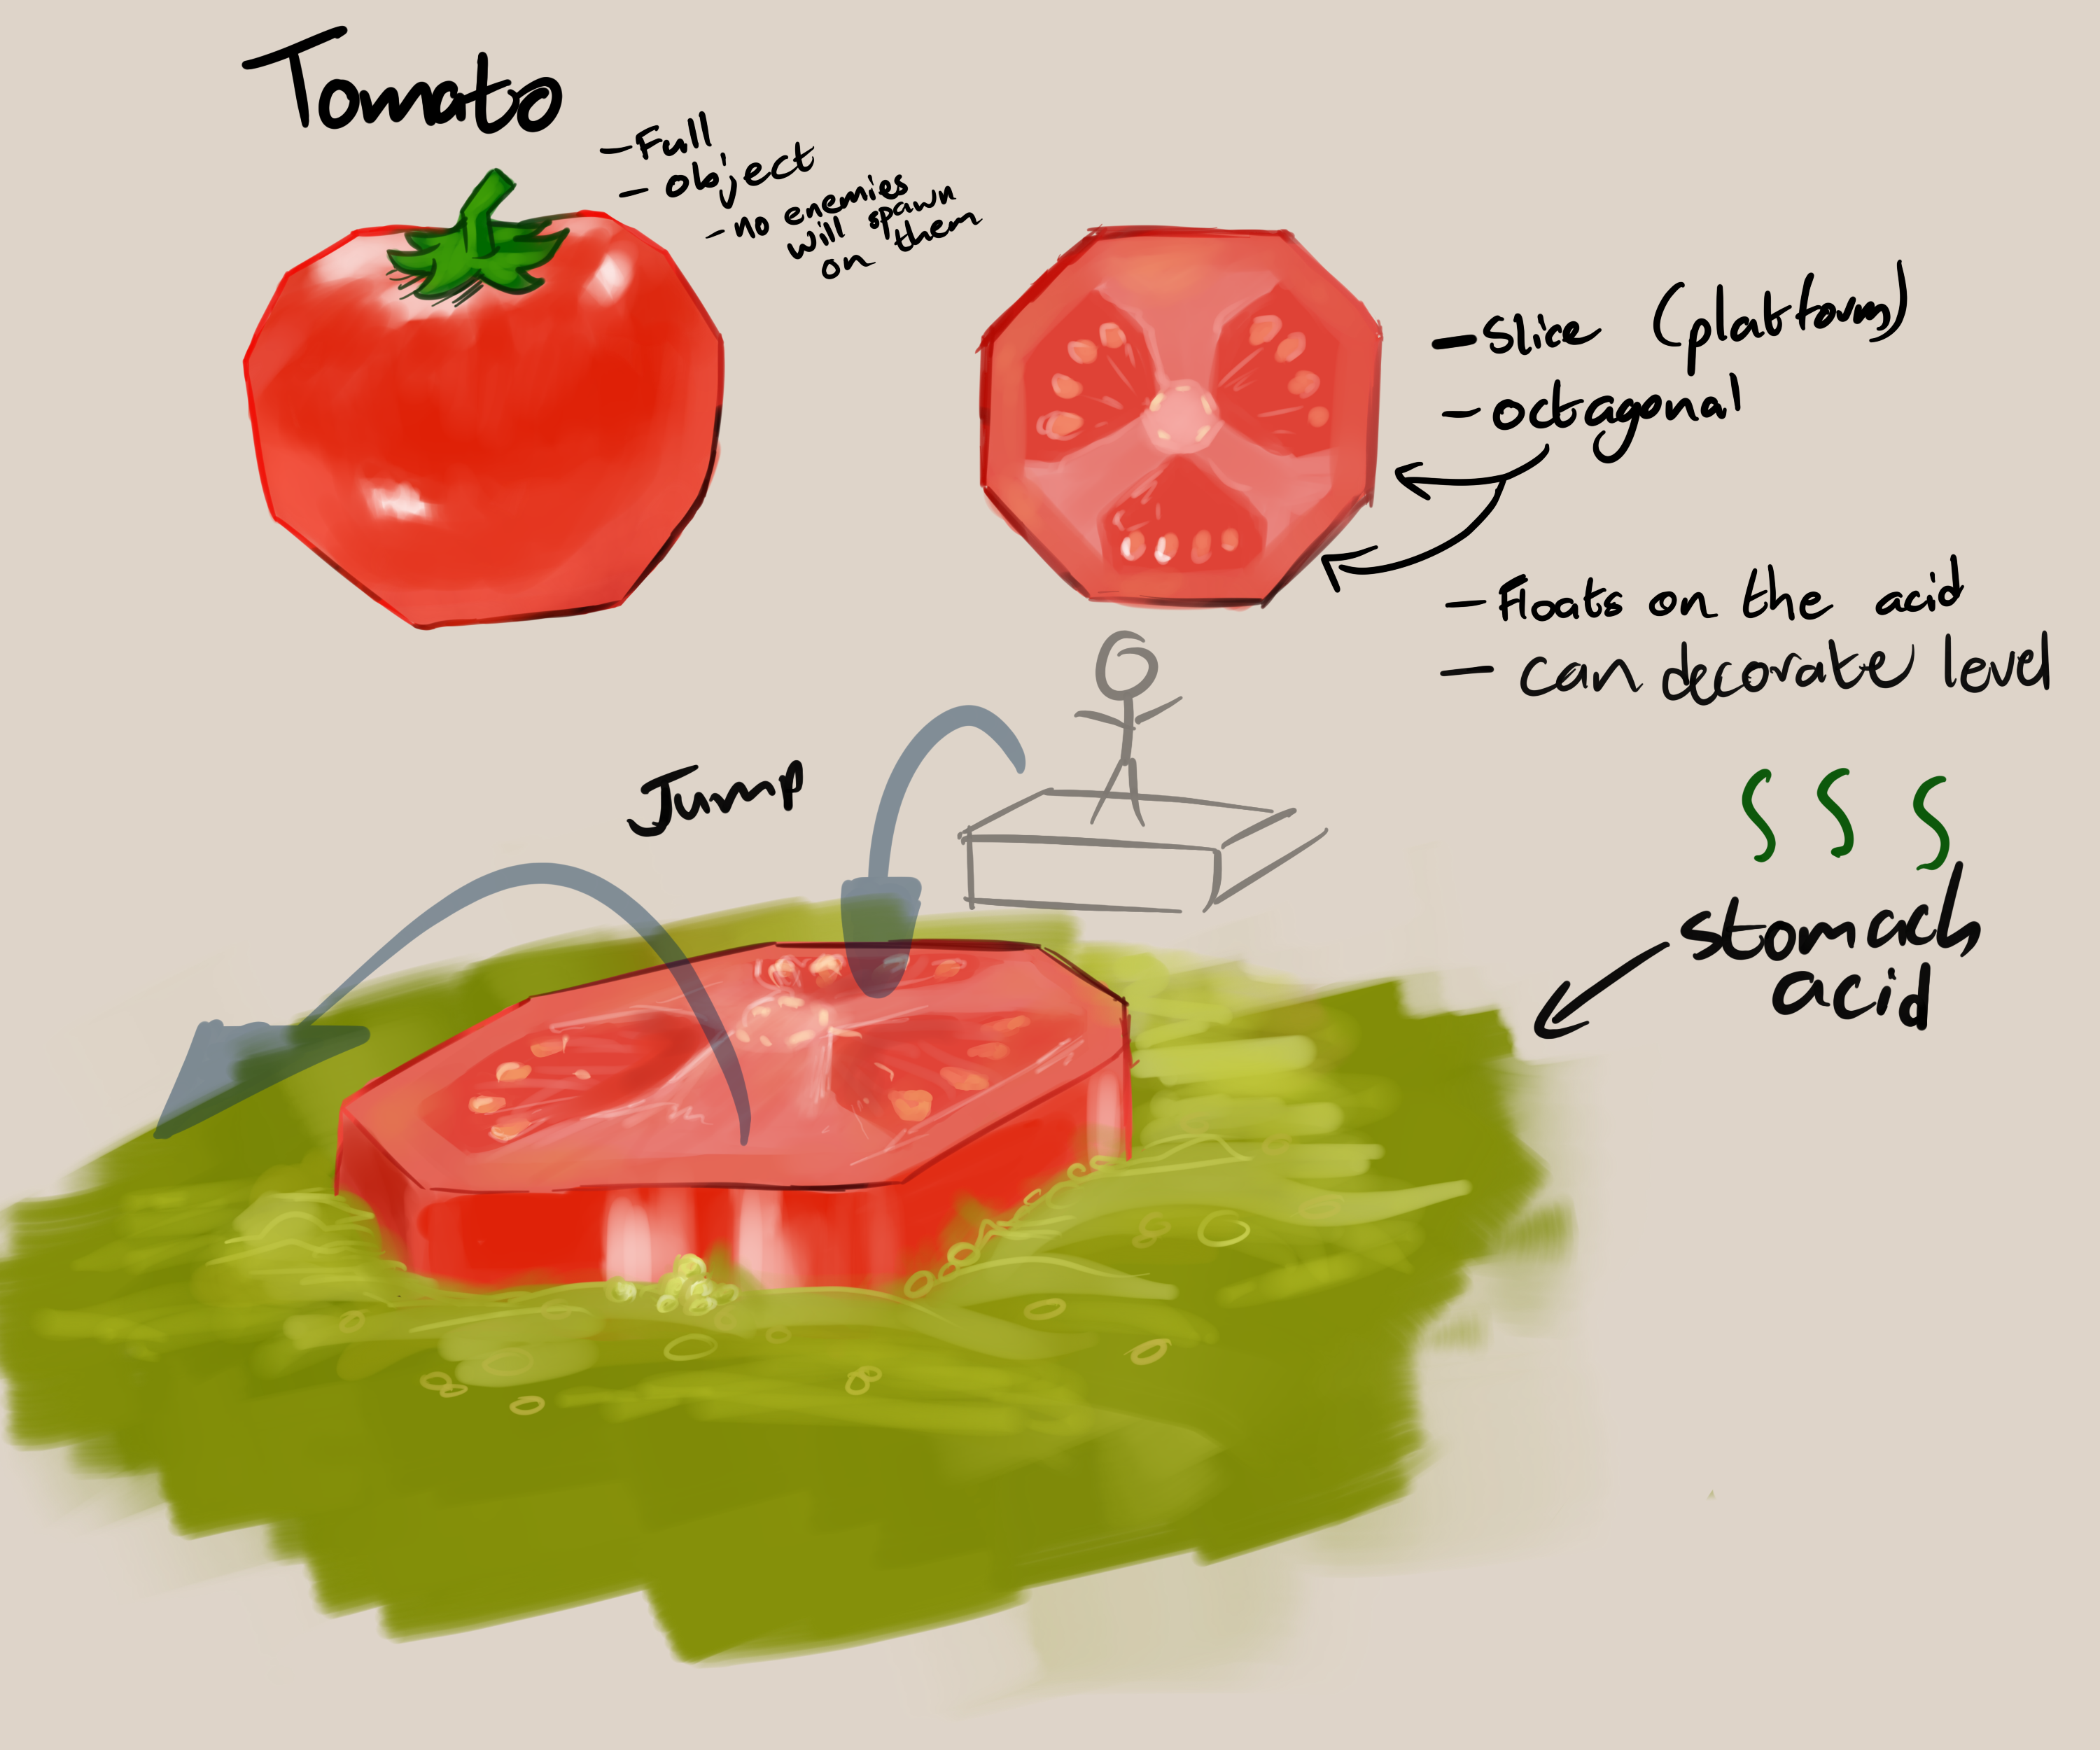 Tomato
- Full
- object
- no enemies
will spawn
on them
- Slice (platform)
- octagonal
- Floats on the acid
- can decorate level
Jump
stomach
acid